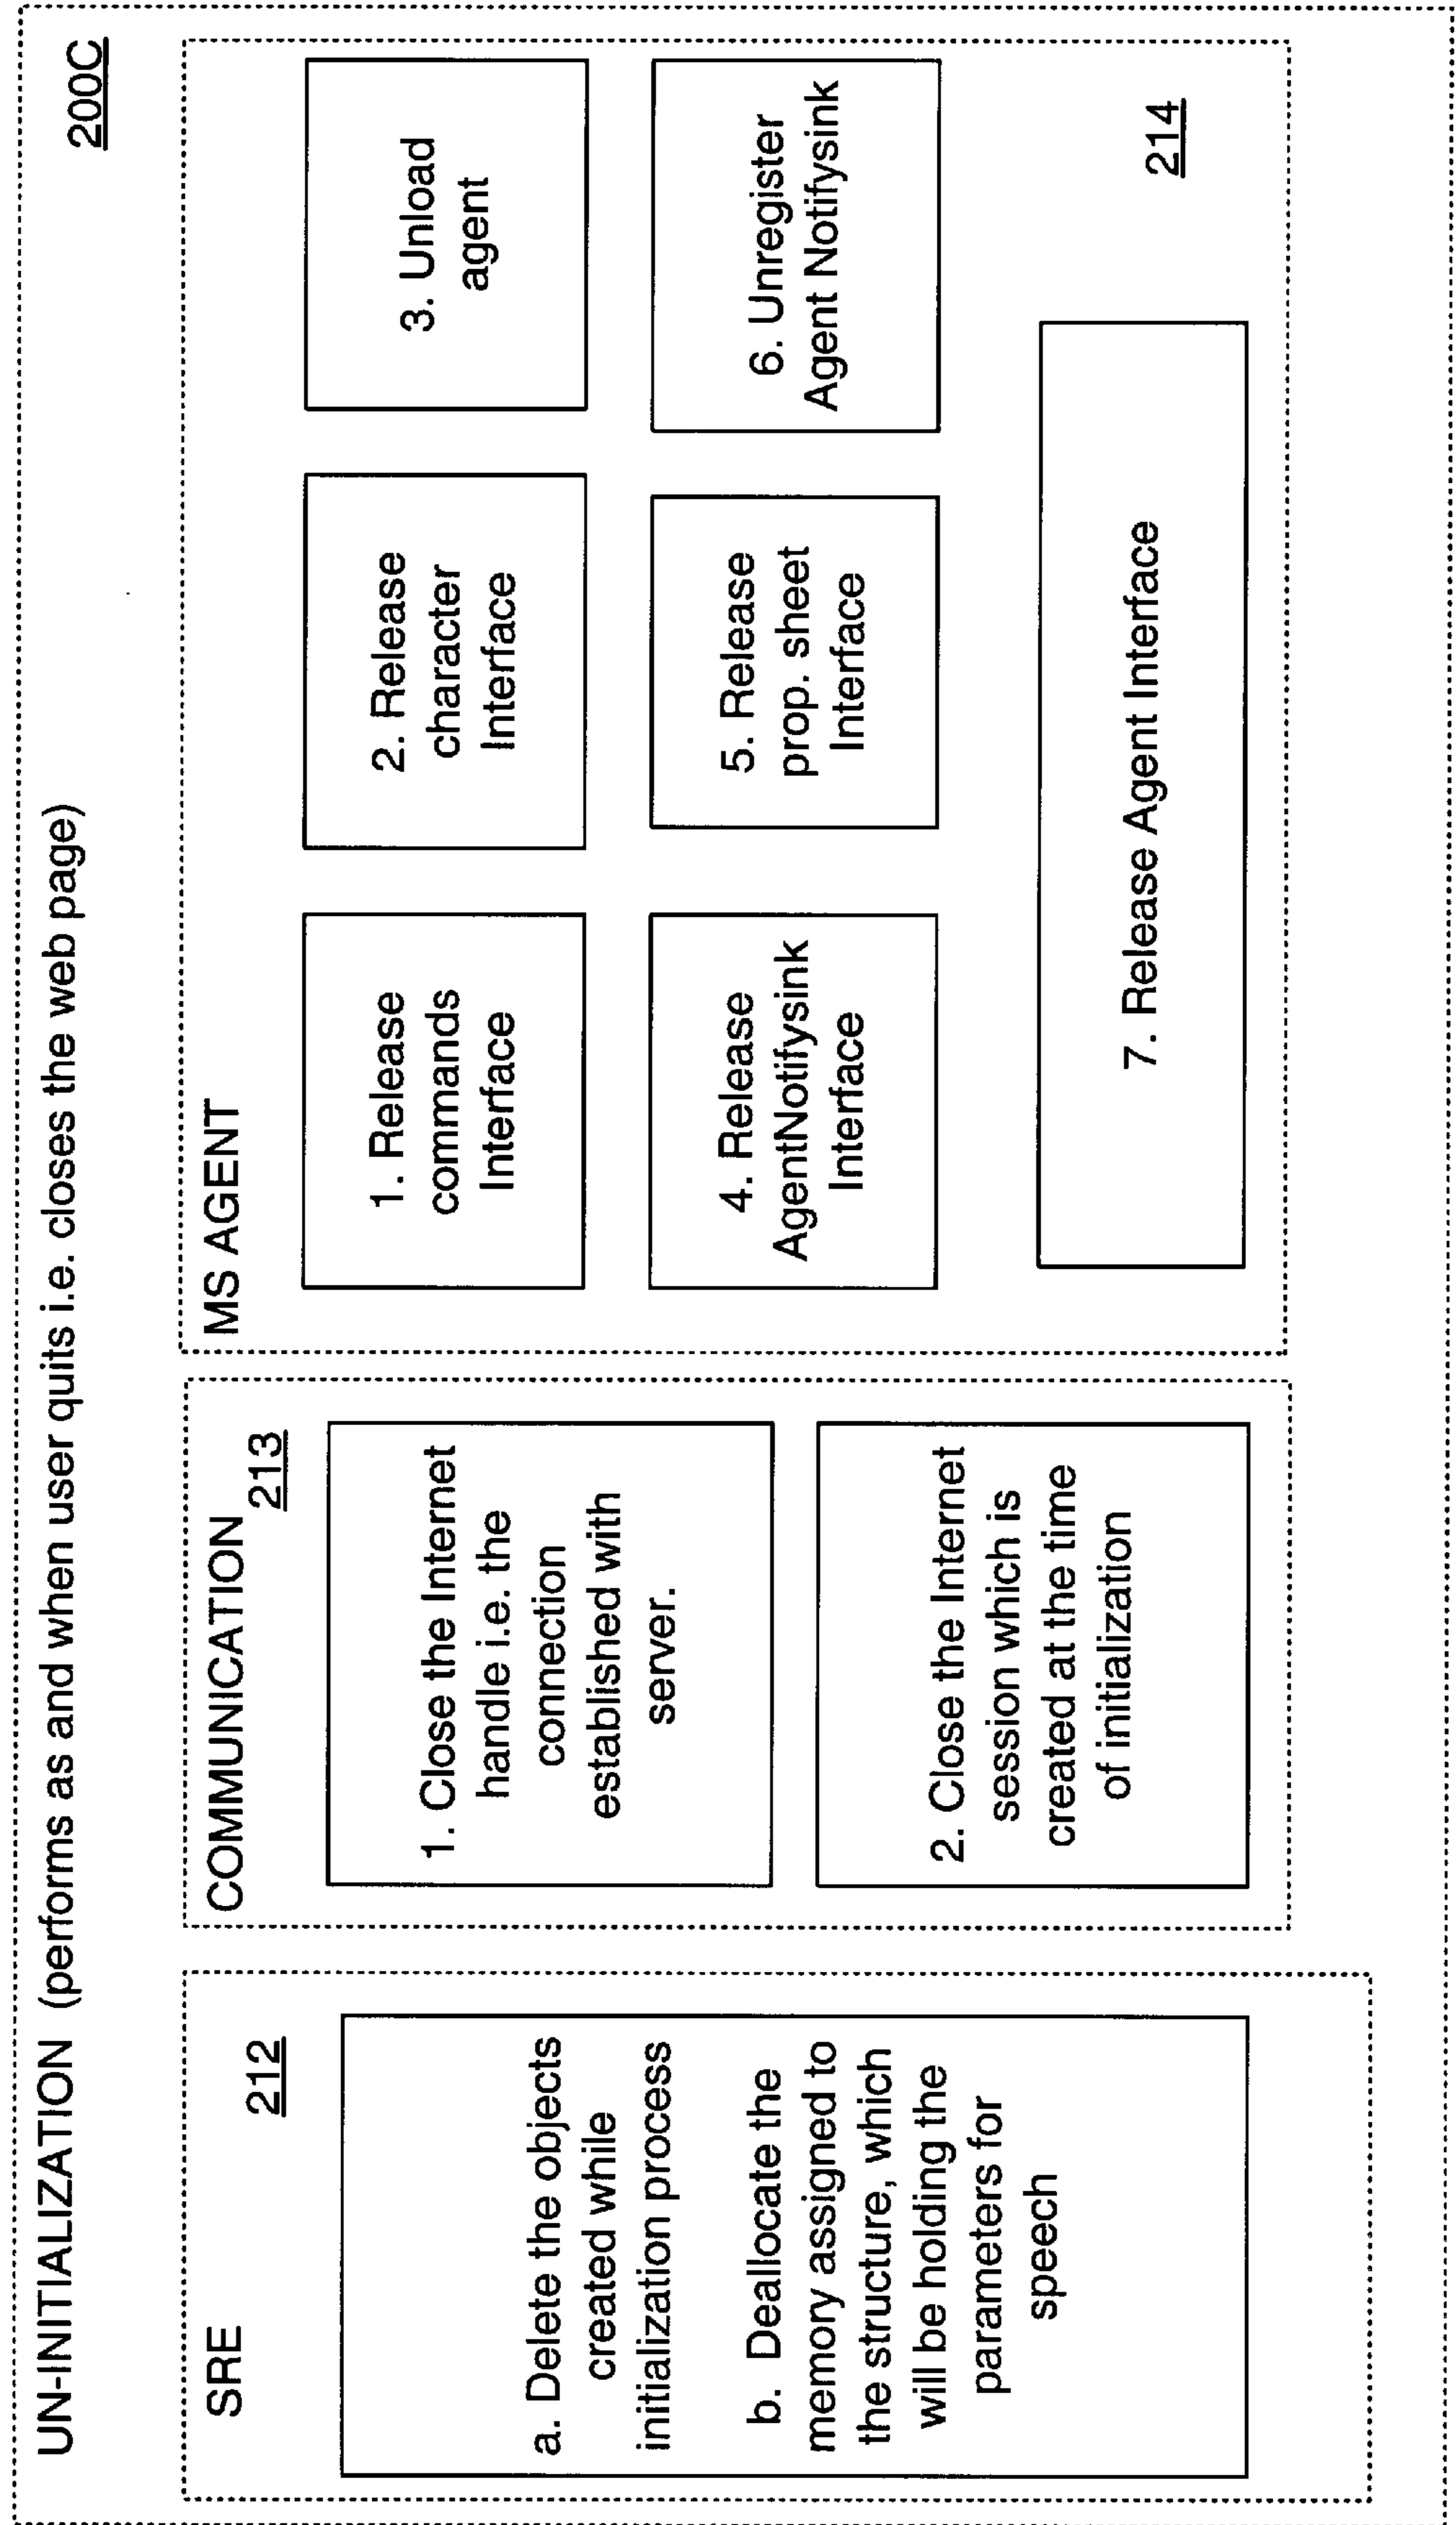 UN-INITIALIZATION (performs as and when user quits i.e. closes the web page)
200C
SRE
212
a. Delete the objects
created while
initialization process
b. Deallocate the
memory assigned to
the structure, which
will be holding the
parameters for
speech
COMMUNICATION
213
1. Close the Internet
handle i.e. the
connection
established with
server.
2. Close the Internet
session which is
created at the time
of initialization
MS AGENT
1. Release
commands
Interface
2. Release
character
Interface
3. Unload
agent
4. Release
AgentNotifysink
Interface
5. Release
prop. sheet
Interface
6. Unregister
Agent Notifysink
7. Release Agent Interface
214